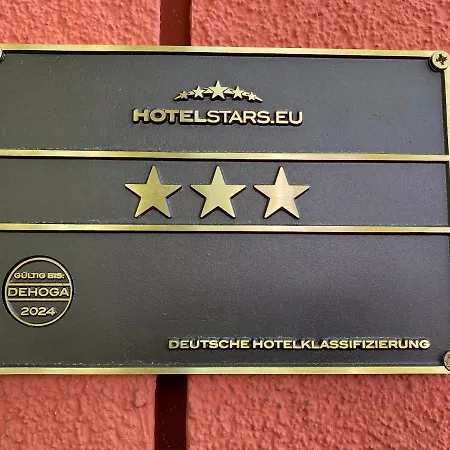 HOTELSTARS.EU
GÜLTIG BIS:
DEHOGA
2024
DEUTSCHE HOTELKLASSIFIZIERUNG